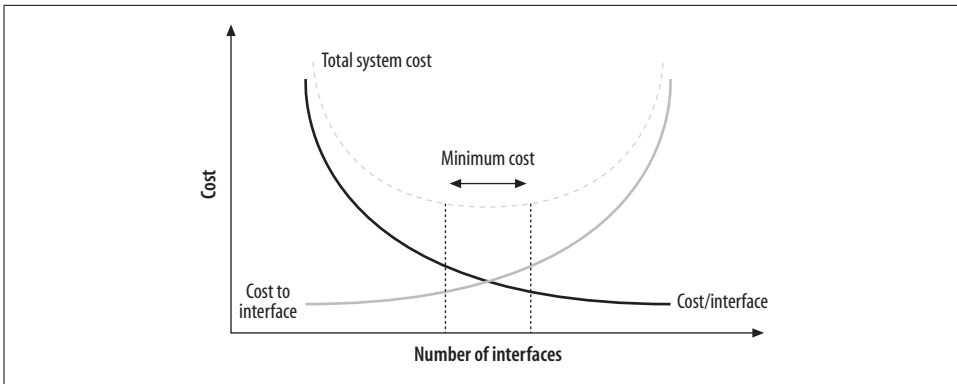 Total system cost
Minimum cost
Cost
Cost to
interface
Cost/interface
Number of interfaces